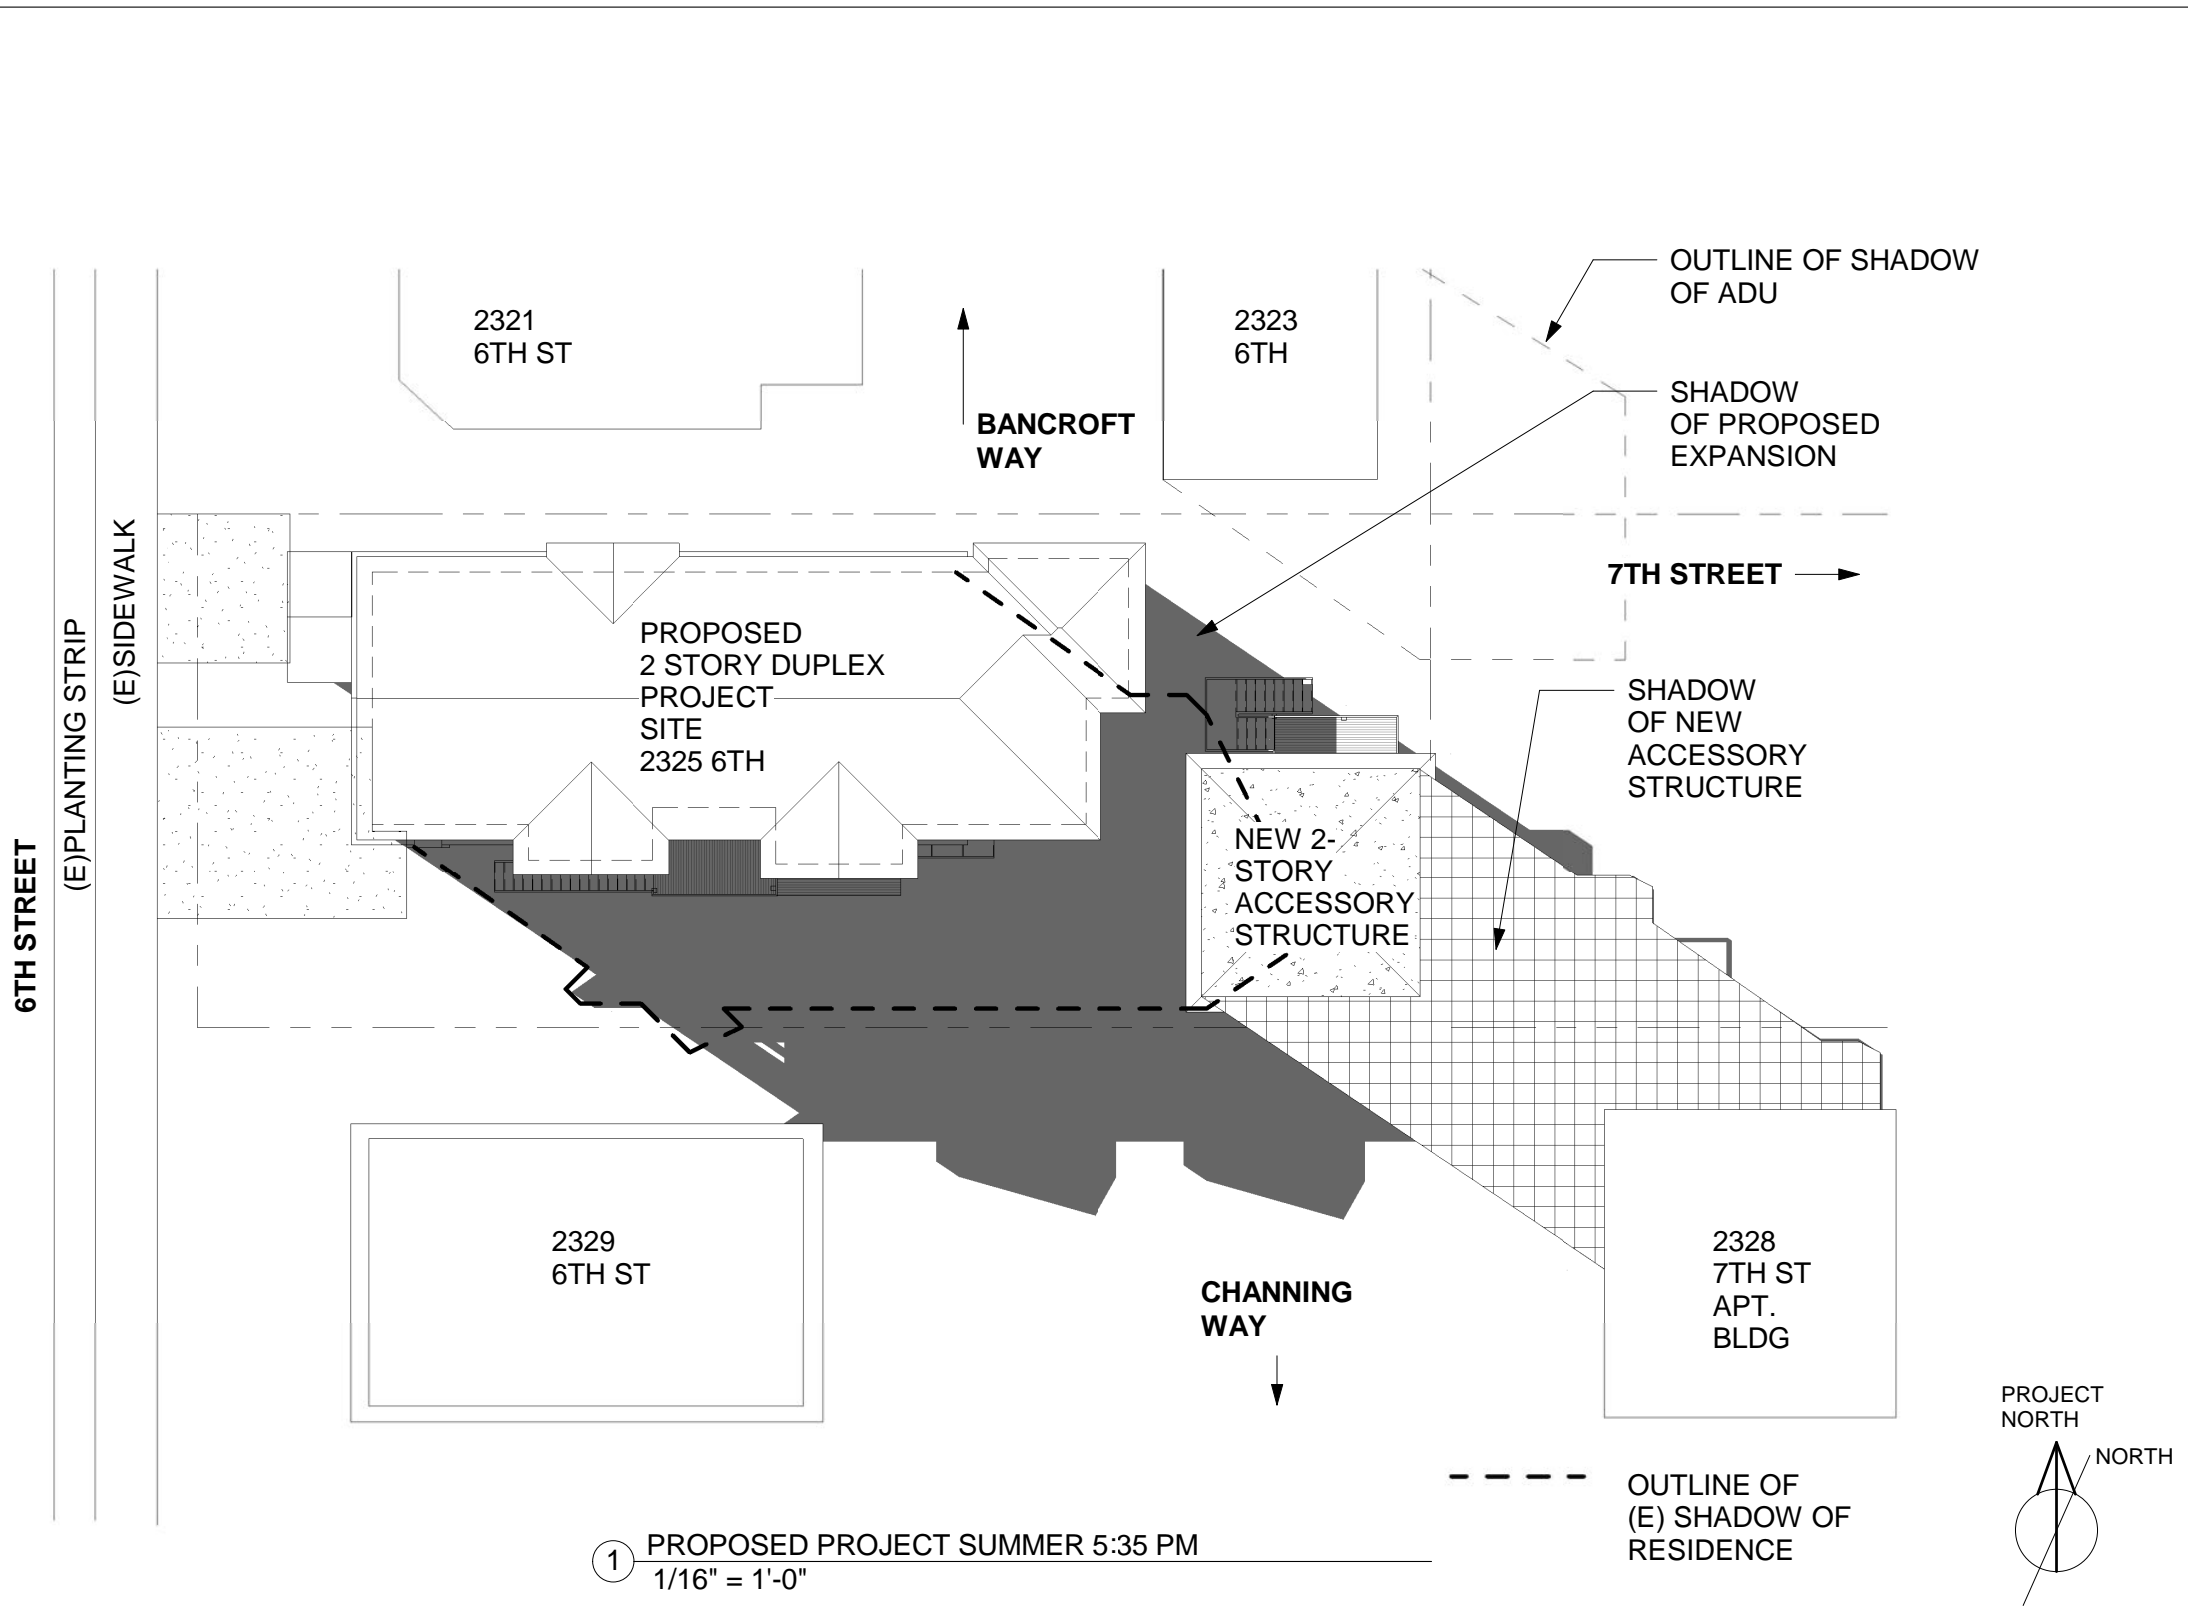 OUTLINE OF SHADOW
OF ADU
2321
6TH ST
2323
6TH
SHADOW
OF PROPOSED
EXPANSION
BANCROFT
WAY
7TH STREET
(E)SIDEWALK
(E)PLANTING STRIP
6TH STREET
PROPOSED
2 STORY DUPLEX
PROJECT
SITE
2325 6TH
SHADOW
OF NEW
ACCESSORY
STRUCTURE
NEW 2-
STORY
ACCESSORY
STRUCTURE
2329
6TH ST
CHANNING
WAY
2328
7TH ST
APT.
BLDG
PROJECT
NORTH
NORTH
OUTLINE OF
(E) SHADOW OF
RESIDENCE
1
PROPOSED PROJECT SUMMER 5:35 PM
1/16" = 1'-0"